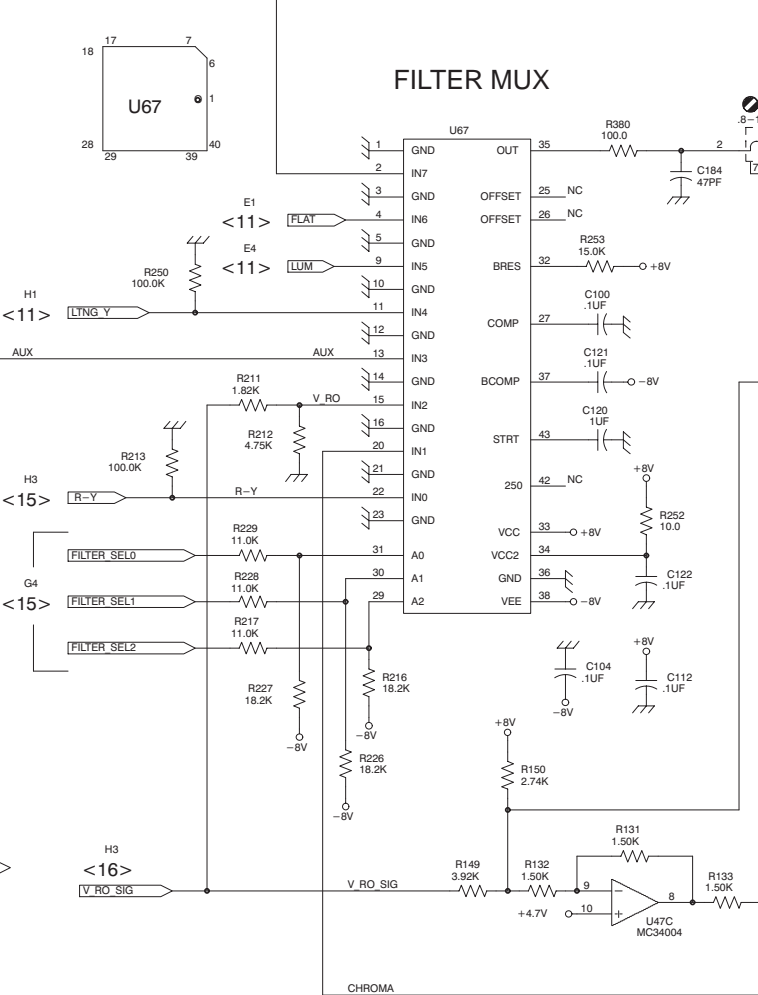 FILTER MUX
18 17 7
6
U67 1
28 29 39 40
U67
1 GND
2 IN7
3 GND
4 IN6
5 GND
9 IN5
10 GND
11 IN4
12 GND
13 IN3
14 GND
15 IN2
16 GND
20 IN1
21 GND
22 IN0
23 GND
31 A0
30 A1
29 A2
OUT 35
OFFSET 25 NC
OFFSET 26 NC
BRES 32
COMP 27
BCOMP 37
STRT 43
250 42 NC
VCC 33 +8V
VCC2 34
GND 36
VEE 38 −8V
R380
100.0
2
.8−1
7
C184
47PF
R253
15.0K
+8V
C100
.1UF
C121
.1UF
−8V
C120
1UF
+8V
R252
10.0
C122
.1UF
C104
.1UF
−8V
+8V
C112
.1UF
E1
<11> FLAT
E4
<11> LUM
R250
100.0K
H1
<11> LTNG_Y
AUX AUX
R211
1.82K
V_RO
R212
4.75K
R213
100.0K
H3
<15> R−Y R−Y
R229
11.0K
FILTER_SEL0
G4
<15>
R228
11.0K
FILTER_SEL1
R217
11.0K
FILTER_SEL2
R227
18.2K
−8V
R216
18.2K
−8V
R226
18.2K
−8V
+8V
R150
2.74K
H3
<16>
V_RO_SIG V_RO_SIG
R149
3.92K
R132
1.50K
R131
1.50K
9 −
10 +
8
+4.7V
U47C
MC34004
R133
1.50K
CHROMA
>